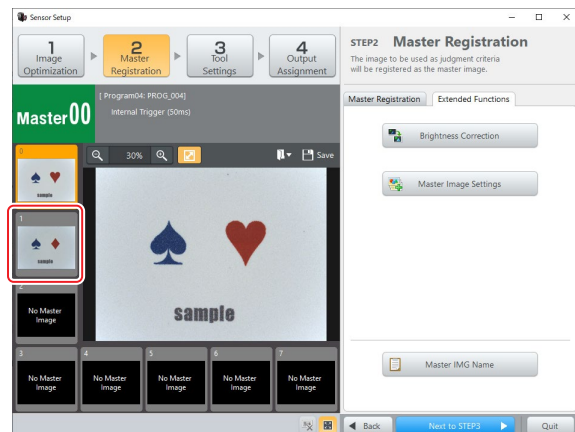 Sensor Setup
1
Image
Optimization
2
Master
Registration
3
Tool
Settings
4
Output
Assignment
STEP2 Master Registration
The image to be used as judgment criteria
will be registered as the master image.
Master00
[ Program04: PROG_004]
Internal Trigger (50ms)
Master Registration
Extended Functions
Brightness Correction
Master Image Settings
Master IMG Name
30%
Save
0
sample
1
sample
2
No Master
Image
sample
3
No Master
Image
4
No Master
Image
5
No Master
Image
6
No Master
Image
7
No Master
Image
Back
Next to STEP3
Quit